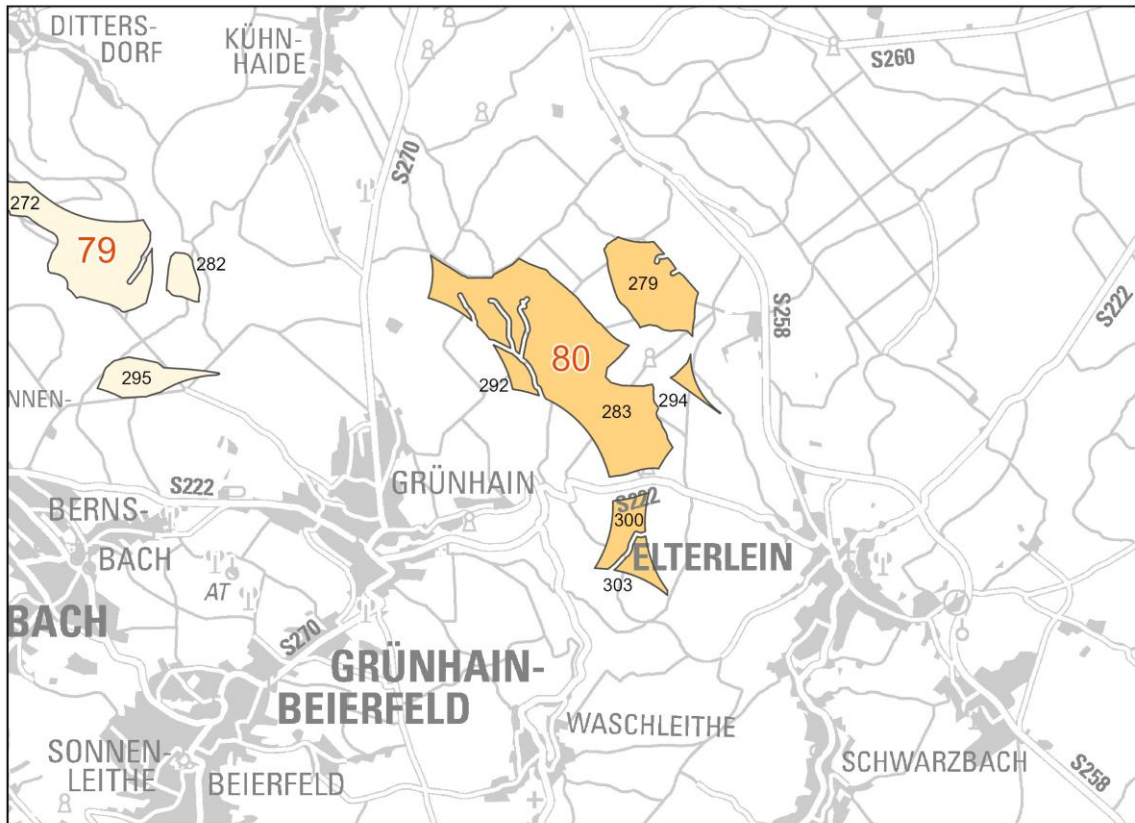 DITTERS-
DORF
KÜHN-
HAIDE
S260
S270
272
79
282
279
S258
S222
295
80
292
283
294
NNEN-
S222
GRÜNHAIN
BERNS-
BACH
S222
300
ELTERLEIN
303
AT
BACH
S270
GRÜNHAIN-
BEIERFELD
WASCHLEITHE
SONNEN-
LEITHE
BEIERFELD
SCHWARZBACH
S258